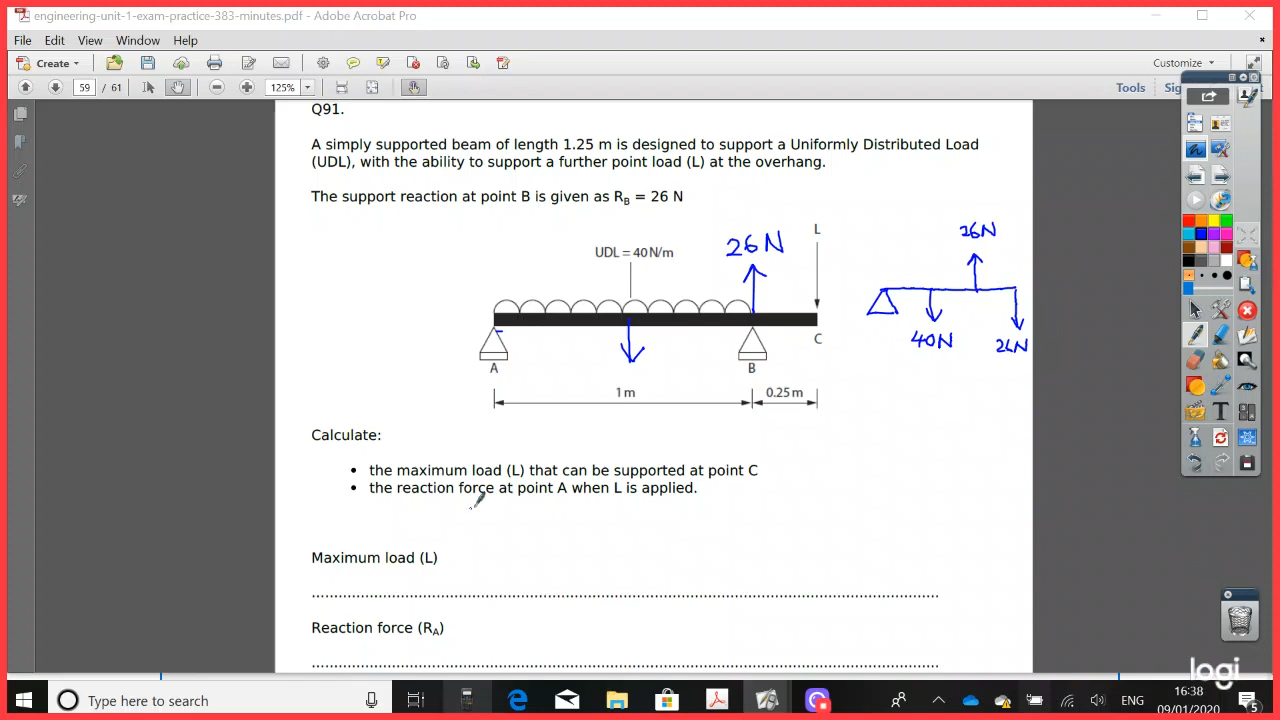 engineering-unit-1-exam-practice-383-minutes.pdf - Adobe Acrobat Pro
File Edit View Window Help
Create Customize
59 / 61 125% Tools Sig
Q91.
A simply supported beam of length 1.25 m is designed to support a Uniformly Distributed Load
(UDL), with the ability to support a further point load (L) at the overhang.
The support reaction at point B is given as RB = 26 N
L
26N
26N
UDL = 40 N/m
40N
26N
C
A
B
1 m
0.25 m
Calculate:
• the maximum load (L) that can be supported at point C
• the reaction force at point A when L is applied.
Maximum load (L)
Reaction force (RA)
logi
Type here to search
ENG
16:38
09/01/2020
5